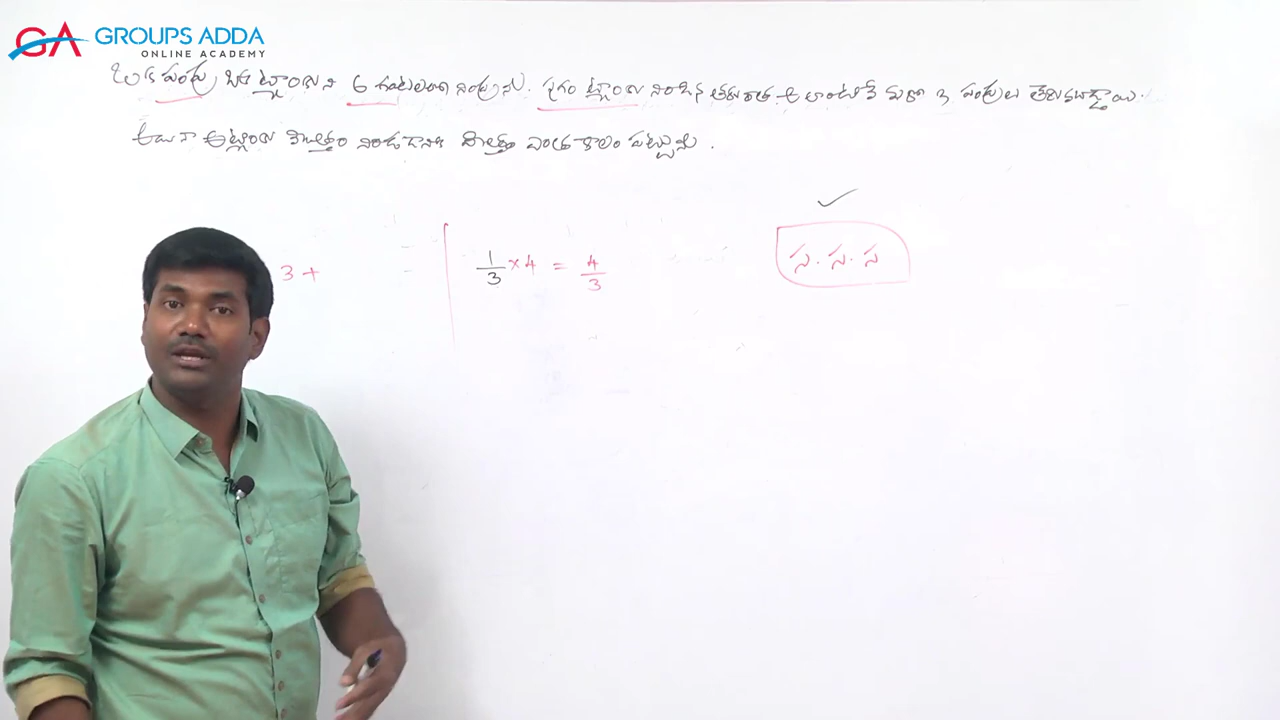 GA GROUPS ADDA
ONLINE ACADEMY
ఒక పంపు ఒక ట్యాంకుని 6 గంటలలో నింపును. సగం ట్యాంకు నిండిన తరువాత ఆలాంటివే మరో 3 పంపులు తెరువబడ్డాయి.
అయిన ఆ ట్యాంకు మొత్తం నిండడానికి మొత్తం ఎంత కాలం పట్టును.
3 +
1/3 × 4 = 4/3
స. స. స